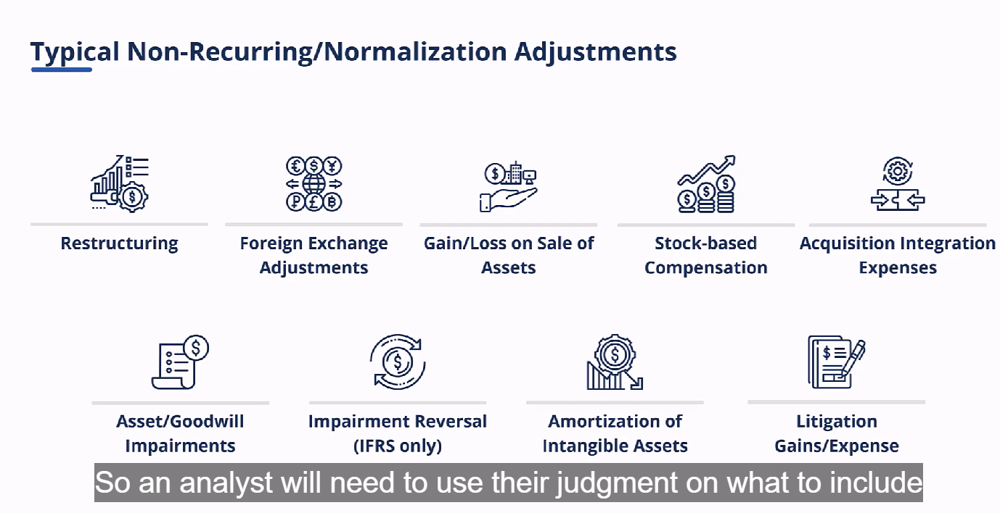 Typical Non-Recurring/Normalization Adjustments
Restructuring
Foreign Exchange
Adjustments
Gain/Loss on Sale of
Assets
Stock-based
Compensation
Acquisition Integration
Expenses
Asset/Goodwill
Impairments
Impairment Reversal
(IFRS only)
Amortization of
Intangible Assets
Litigation
Gains/Expense
So an analyst will need to use their judgment on what to include